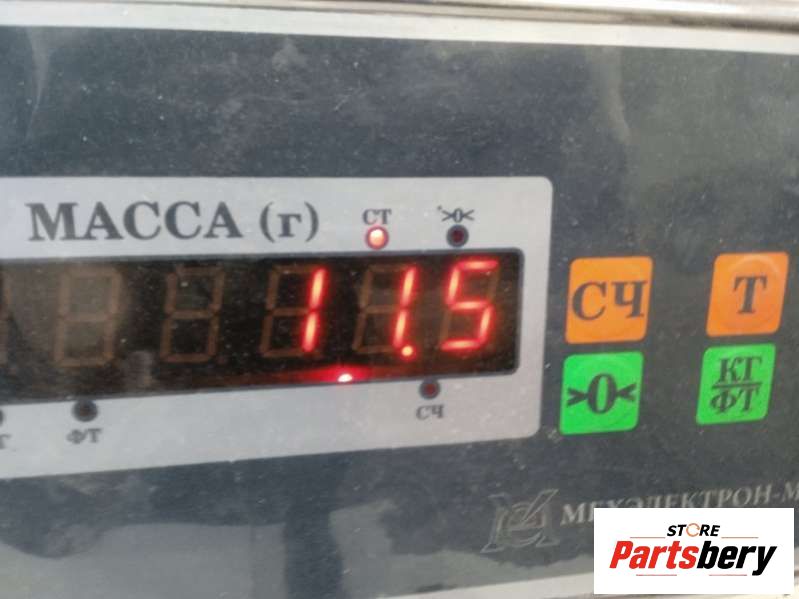 МАССА (г)
СТ >0<
11.5
СЧ Т
>0< КГ/ФТ
ФТ СЧ
МЕХЭЛЕКТРОН-М
STORE
Partsbery